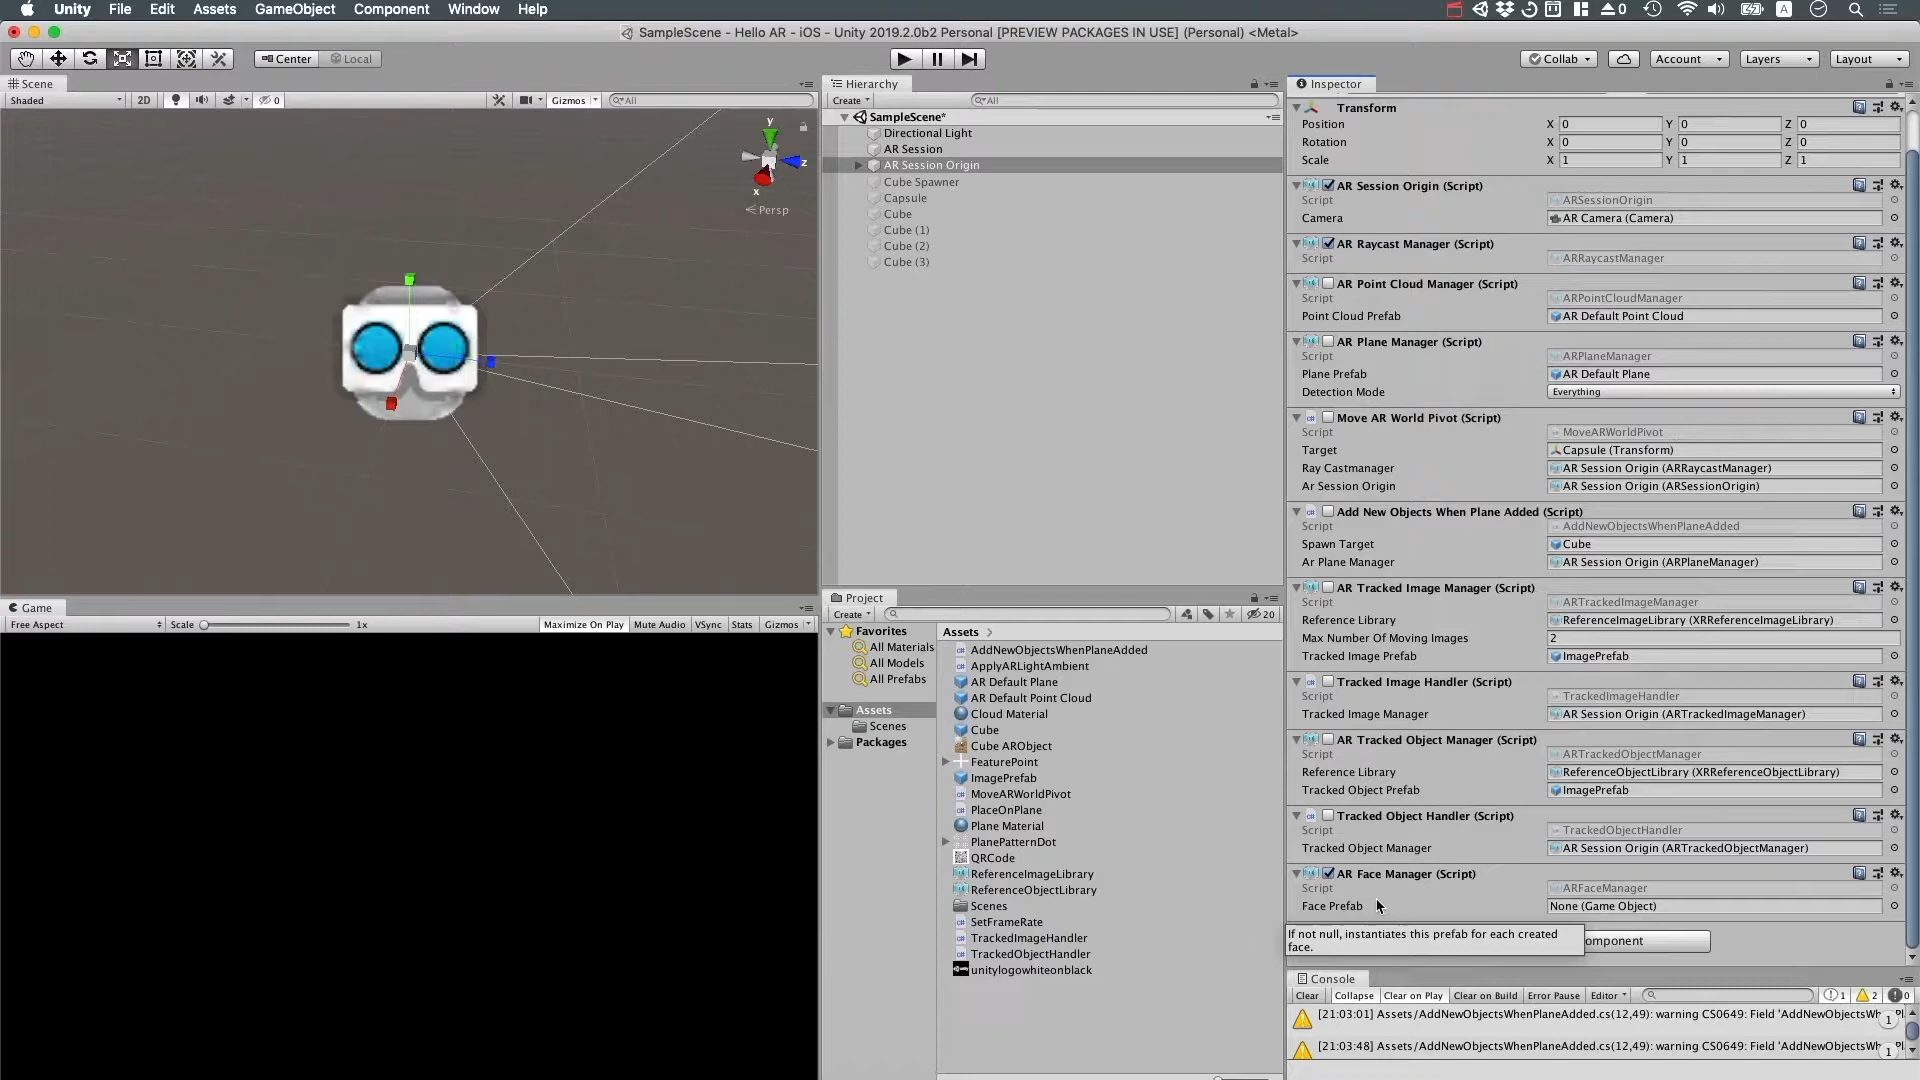 Unity File Edit Assets GameObject Component Window Help
0
A
SampleScene - Hello AR - iOS - Unity 2019.2.0b2 Personal [PREVIEW PACKAGES IN USE] (Personal) <Metal>
Center Local
Collab Account Layers Layout
Scene
Shaded 2D 0 Gizmos All
y
z
x
Persp
Game
Free Aspect Scale 1x Maximize On Play Mute Audio VSync Stats Gizmos
Hierarchy
Create All
SampleScene*
Directional Light
AR Session
AR Session Origin
Cube Spawner
Capsule
Cube
Cube (1)
Cube (2)
Cube (3)
Project
Create 20
Favorites
All Materials
All Models
All Prefabs
Assets
Scenes
Packages
Assets
AddNewObjectsWhenPlaneAdded
ApplyARLightAmbient
AR Default Plane
AR Default Point Cloud
Cloud Material
Cube
Cube ARObject
FeaturePoint
ImagePrefab
MoveARWorldPivot
PlaceOnPlane
Plane Material
PlanePatternDot
QRCode
ReferenceImageLibrary
ReferenceObjectLibrary
Scenes
SetFrameRate
TrackedImageHandler
TrackedObjectHandler
unitylogowhiteonblack
Inspector
Transform
Position X 0 Y 0 Z 0
Rotation X 0 Y 0 Z 0
Scale X 1 Y 1 Z 1
AR Session Origin (Script)
Script ARSessionOrigin
Camera AR Camera (Camera)
AR Raycast Manager (Script)
Script ARRaycastManager
AR Point Cloud Manager (Script)
Script ARPointCloudManager
Point Cloud Prefab AR Default Point Cloud
AR Plane Manager (Script)
Script ARPlaneManager
Plane Prefab AR Default Plane
Detection Mode Everything
Move AR World Pivot (Script)
Script MoveARWorldPivot
Target Capsule (Transform)
Ray Castmanager AR Session Origin (ARRaycastManager)
Ar Session Origin AR Session Origin (ARSessionOrigin)
Add New Objects When Plane Added (Script)
Script AddNewObjectsWhenPlaneAdded
Spawn Target Cube
Ar Plane Manager AR Session Origin (ARPlaneManager)
AR Tracked Image Manager (Script)
Script ARTrackedImageManager
Reference Library ReferenceImageLibrary (XRReferenceImageLibrary)
Max Number Of Moving Images 2
Tracked Image Prefab ImagePrefab
Tracked Image Handler (Script)
Script TrackedImageHandler
Tracked Image Manager AR Session Origin (ARTrackedImageManager)
AR Tracked Object Manager (Script)
Script ARTrackedObjectManager
Reference Library ReferenceObjectLibrary (XRReferenceObjectLibrary)
Tracked Object Prefab ImagePrefab
Tracked Object Handler (Script)
Script TrackedObjectHandler
Tracked Object Manager AR Session Origin (ARTrackedObjectManager)
AR Face Manager (Script)
Script ARFaceManager
Face Prefab None (Game Object)
If not null, instantiates this prefab for each created
face.
omponent
Console
Clear Collapse Clear on Play Clear on Build Error Pause Editor 1 2 0
[21:03:01] Assets/AddNewObjectsWhenPlaneAdded.cs(12,49): warning CS0649: Field 'AddNewObjectsWh 1
[21:03:48] Assets/AddNewObjectsWhenPlaneAdded.cs(12,49): warning CS0649: Field 'AddNewObjectsWh 1